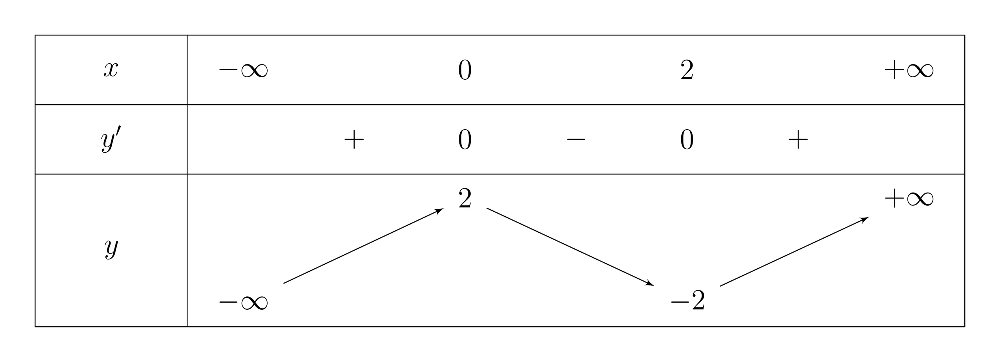 x −∞ 0 2 +∞
y′ + 0 − 0 +
2 +∞
y
−∞ −2